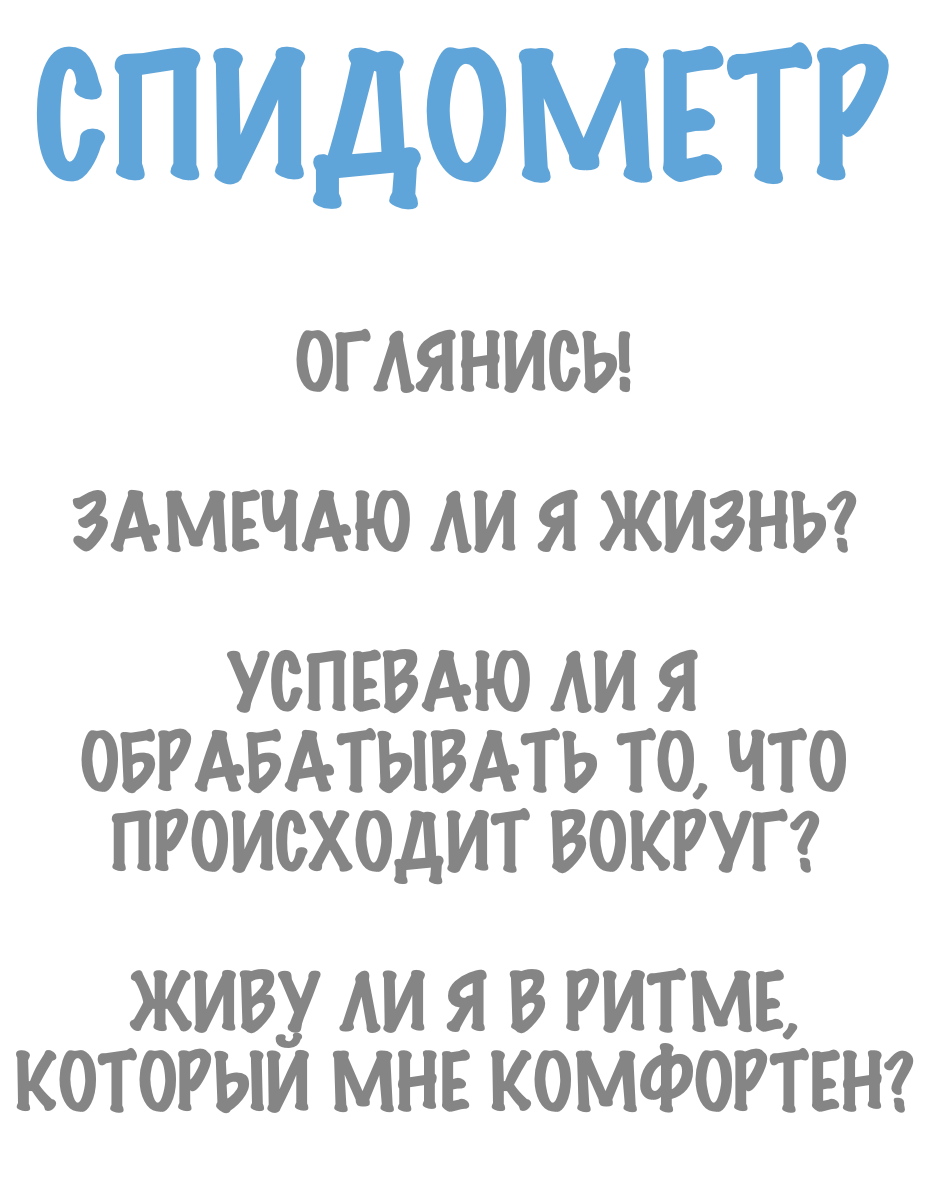 СПИДОМЕТР
ОГЛЯНИСЬ!
ЗАМЕЧАЮ ЛИ Я ЖИЗНЬ?
УСПЕВАЮ ЛИ Я
ОБРАБАТЫВАТЬ ТО, ЧТО
ПРОИСХОДИТ ВОКРУГ?
ЖИВУ ЛИ Я В РИТМЕ,
КОТОРЫЙ МНЕ КОМФОРТЕН?